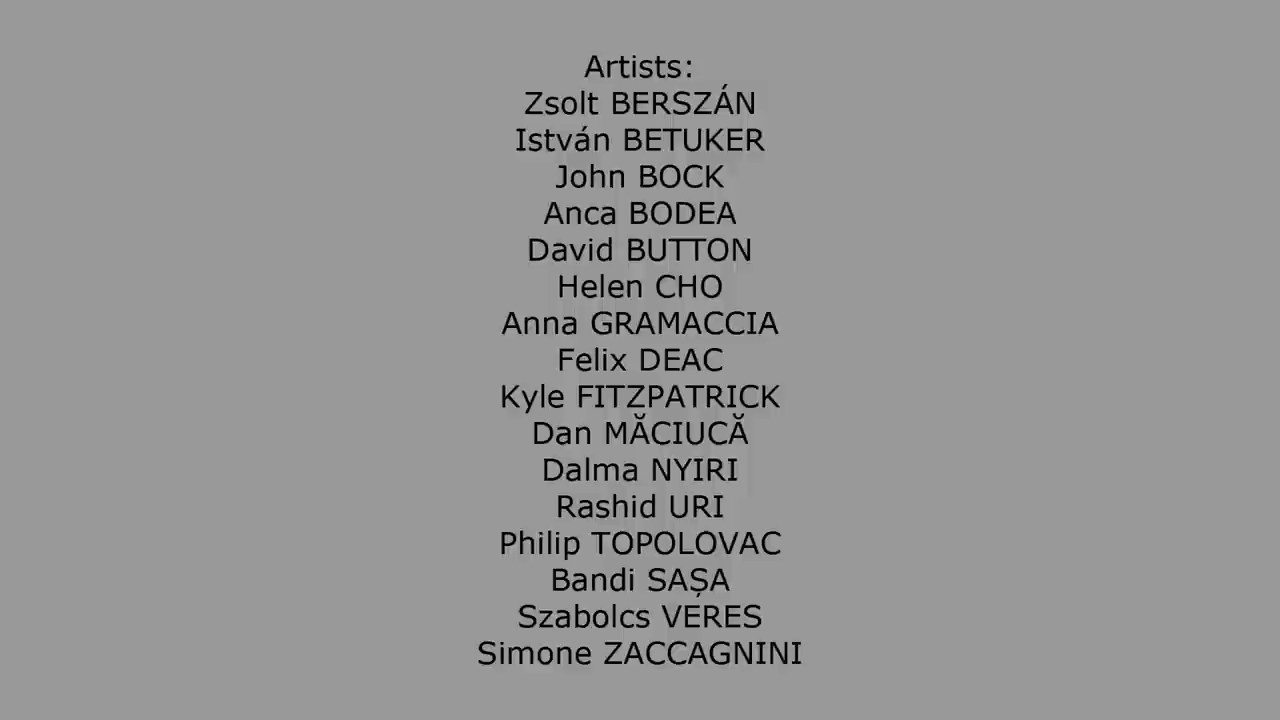 Artists:
Zsolt BERSZÁN
István BETUKER
John BOCK
Anca BODEA
David BUTTON
Helen CHO
Anna GRAMACCIA
Felix DEAC
Kyle FITZPATRICK
Dan MĂCIUCĂ
Dalma NYIRI
Rashid URI
Philip TOPOLOVAC
Bandi SAȘA
Szabolcs VERES
Simone ZACCAGNINI